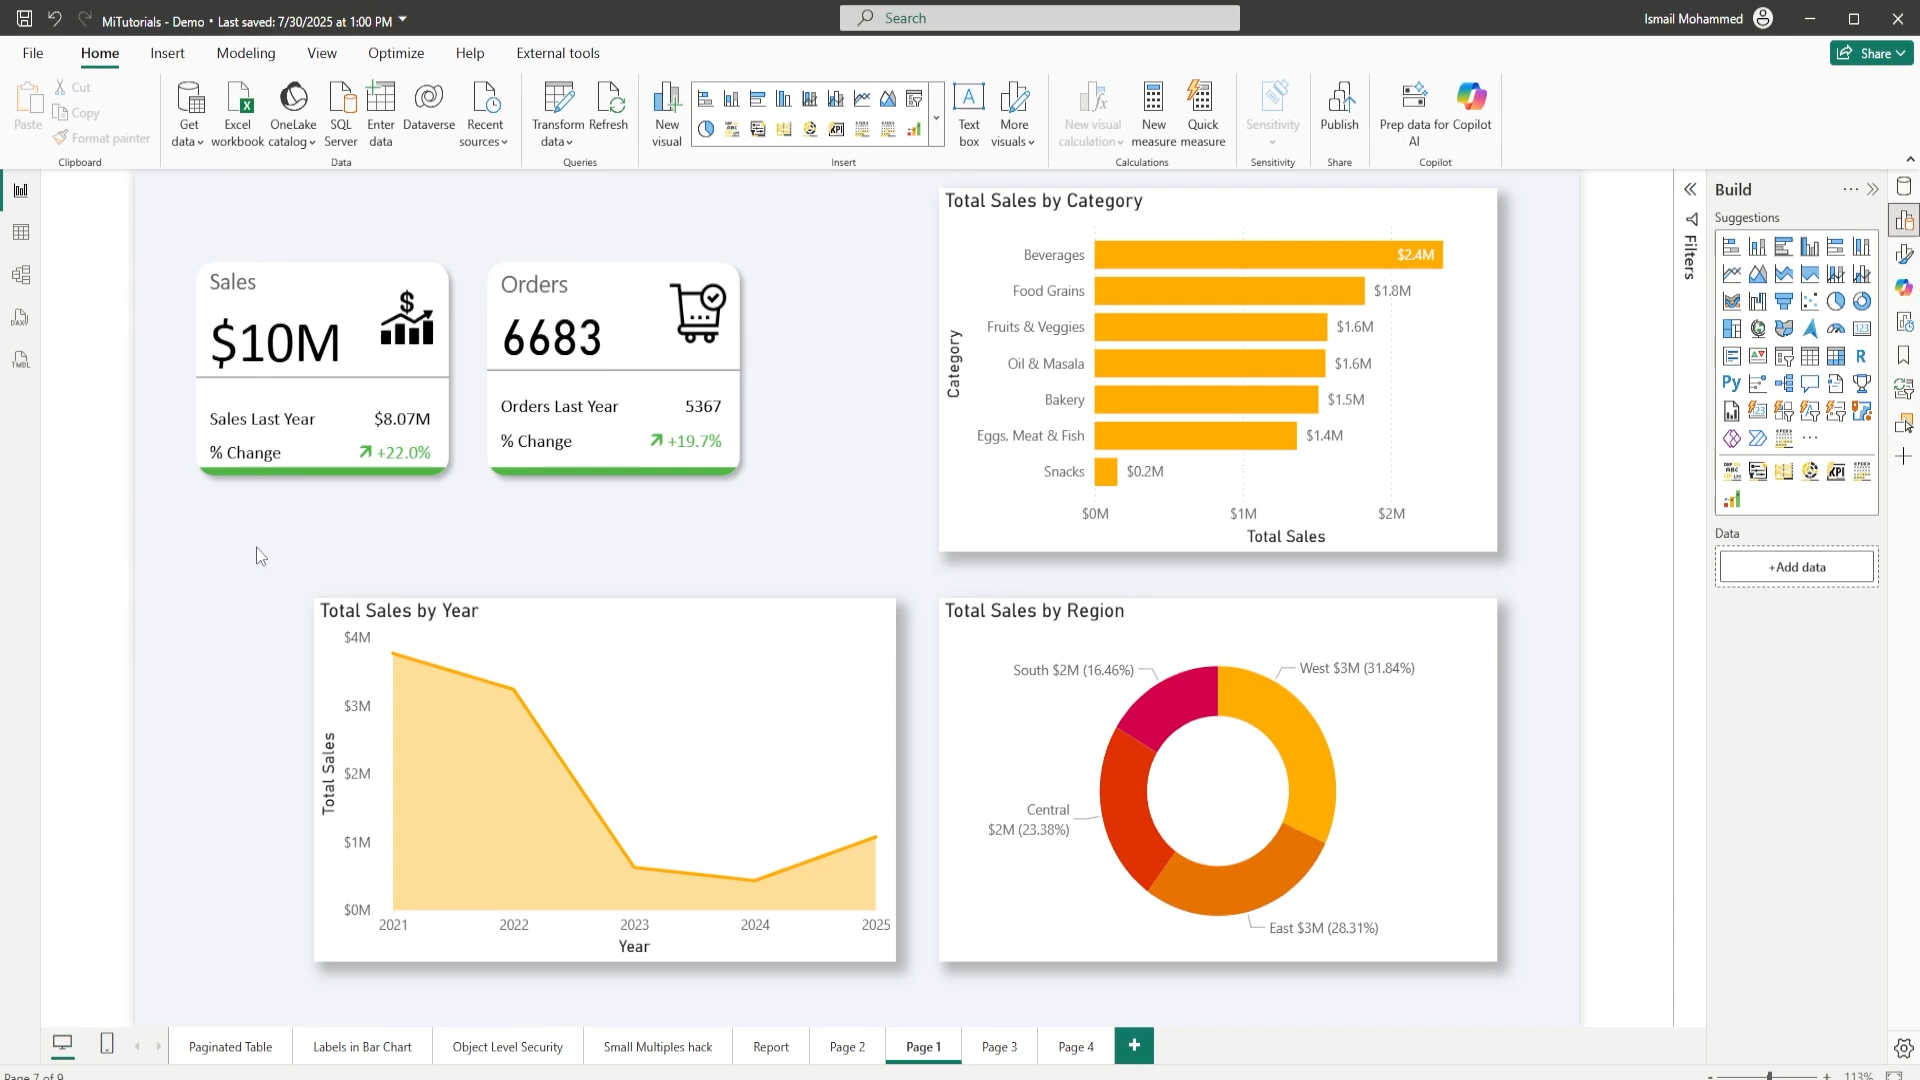 MiTutorials - Demo • Last saved: 7/30/2025 at 1:00 PM
Search
Ismail Mohammed
File
Home
Insert
Modeling
View
Optimize
Help
External tools
Share
Paste
Cut
Copy
Format painter
Clipboard
Get data
Excel workbook
OneLake catalog
SQL Server
Enter data
Dataverse
Recent sources
Data
Transform data
Refresh
Queries
New visual
Text box
More visuals
Insert
New visual calculation
New measure
Quick measure
Calculations
Sensitivity
Sensitivity
Publish
Share
Prep data for AI
Copilot
Copilot
DAX
TMDL
Sales
$10M
Sales Last Year $8.07M
% Change +22.0%
Orders
6683
Orders Last Year 5367
% Change +19.7%
Total Sales by Category
Category
Beverages $2.4M
Food Grains $1.8M
Fruits & Veggies $1.6M
Oil & Masala $1.6M
Bakery $1.5M
Eggs, Meat & Fish $1.4M
Snacks $0.2M
$0M $1M $2M
Total Sales
Total Sales by Year
Total Sales
$4M
$3M
$2M
$1M
$0M
2021 2022 2023 2024 2025
Year
Total Sales by Region
South $2M (16.46%)
West $3M (31.84%)
Central
$2M (23.38%)
East $3M (28.31%)
Filters
Build
Suggestions
123
R
Py
KPI
Data
+Add data
Paginated Table
Labels in Bar Chart
Object Level Security
Small Multiples hack
Report
Page 2
Page 1
Page 3
Page 4
+
Page 7 of 9
- + 113%